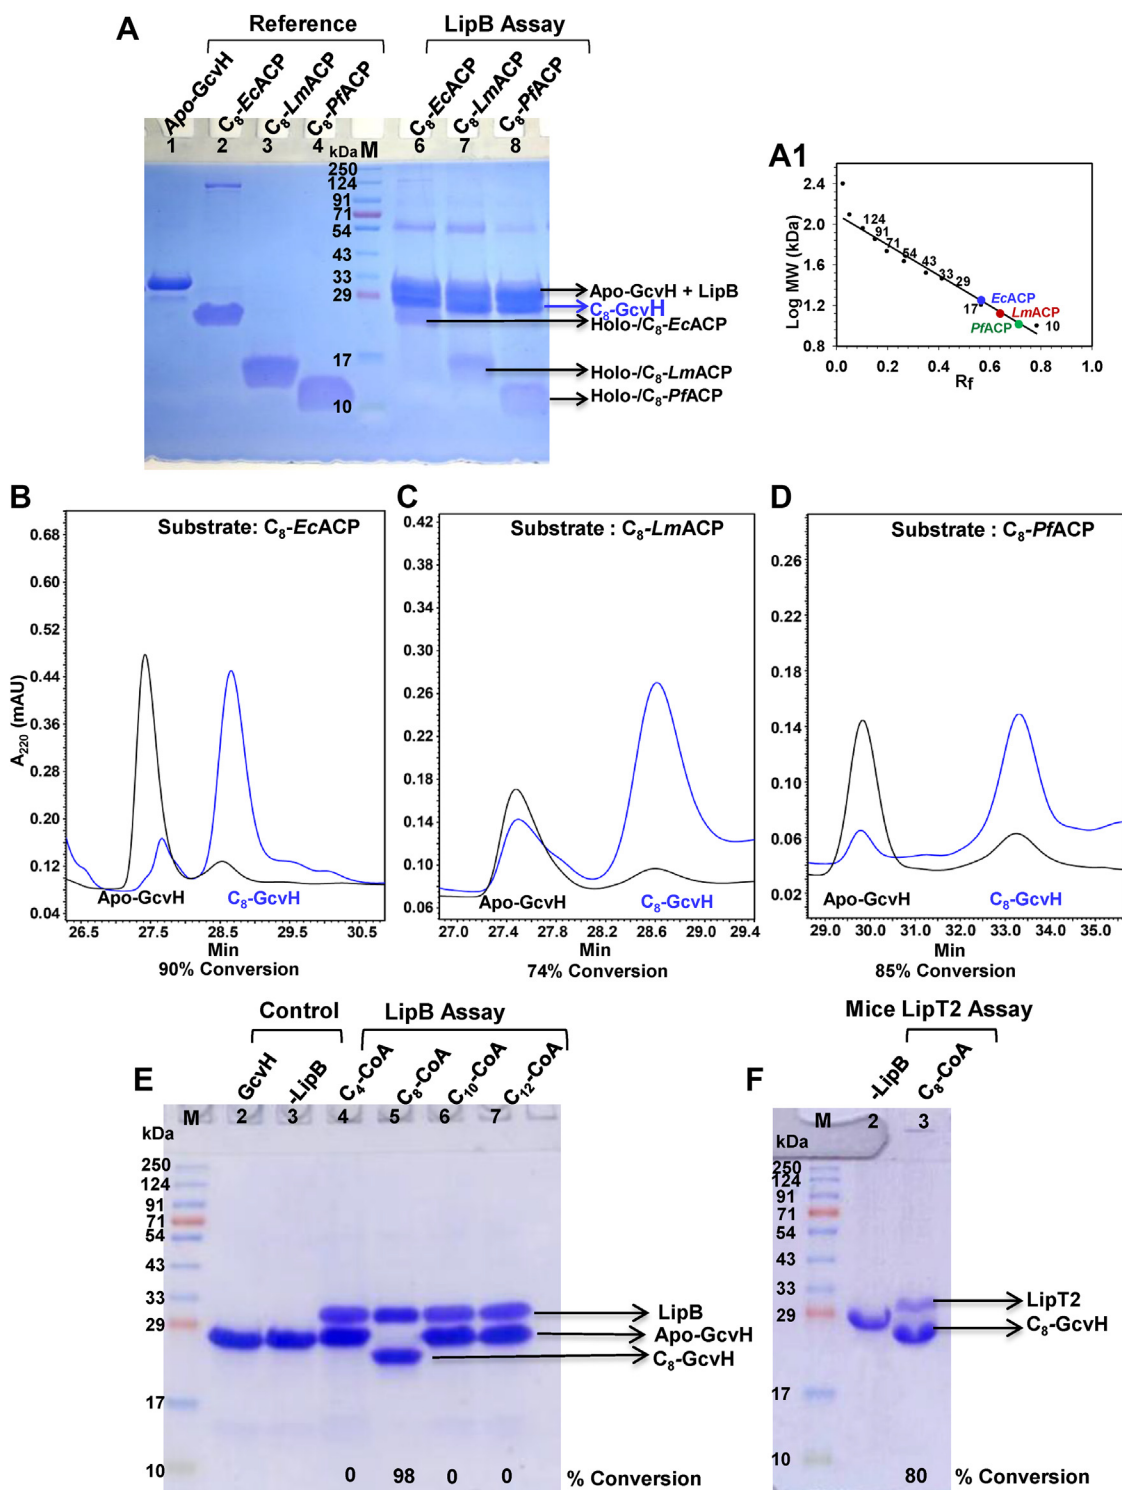 A
Reference
LipB Assay
Apo-GcvH
C₈-EcACP
C₈-LmACP
C₈-PfACP
C₈-EcACP
C₈-LmACP
C₈-PfACP
1 2 3 4 kDa M 6 7 8
250
124
91
71
54
43
33
29
17
10
Apo-GcvH + LipB
C₈-GcvH
Holo-/C₈-EcACP
Holo-/C₈-LmACP
Holo-/C₈-PfACP
A1
Log MW (kDa)
2.4
2.0
1.6
1.2
0.8
124
91
71
54
43
33
29
17
10
EcACP
LmACP
PfACP
0.0 0.2 0.4 0.6 0.8 1.0
Rf
B
Substrate: C₈-EcACP
A₂₂₀ (mAU)
0.68
0.60
0.52
0.44
0.36
0.28
0.20
0.12
0.04
Apo-GcvH C₈-GcvH
26.5 27.5 28.5 29.5 30.5
Min
90% Conversion
C
Substrate : C₈-LmACP
0.42
0.38
0.34
0.30
0.26
0.22
0.18
0.14
0.10
0.06
Apo-GcvH C₈-GcvH
27.0 27.4 27.8 28.2 28.6 29.0 29.4
Min
74% Conversion
D
Substrate : C₈-PfACP
0.26
0.22
0.18
0.14
0.10
0.06
0.02
Apo-GcvH C₈-GcvH
29.0 30.0 31.0 32.0 33.0 34.0 35.0
Min
85% Conversion
E
Control
LipB Assay
GcvH
-LipB
C₄-CoA
C₈-CoA
C₁₀-CoA
C₁₂-CoA
M 2 3 4 5 6 7
kDa
250
124
91
71
54
43
33
29
17
10
LipB
Apo-GcvH
C₈-GcvH
0 98 0 0 % Conversion
F
Mice LipT2 Assay
-LipB
C₈-CoA
M 2 3
kDa
250
124
91
71
54
43
33
29
17
10
LipT2
C₈-GcvH
80 % Conversion